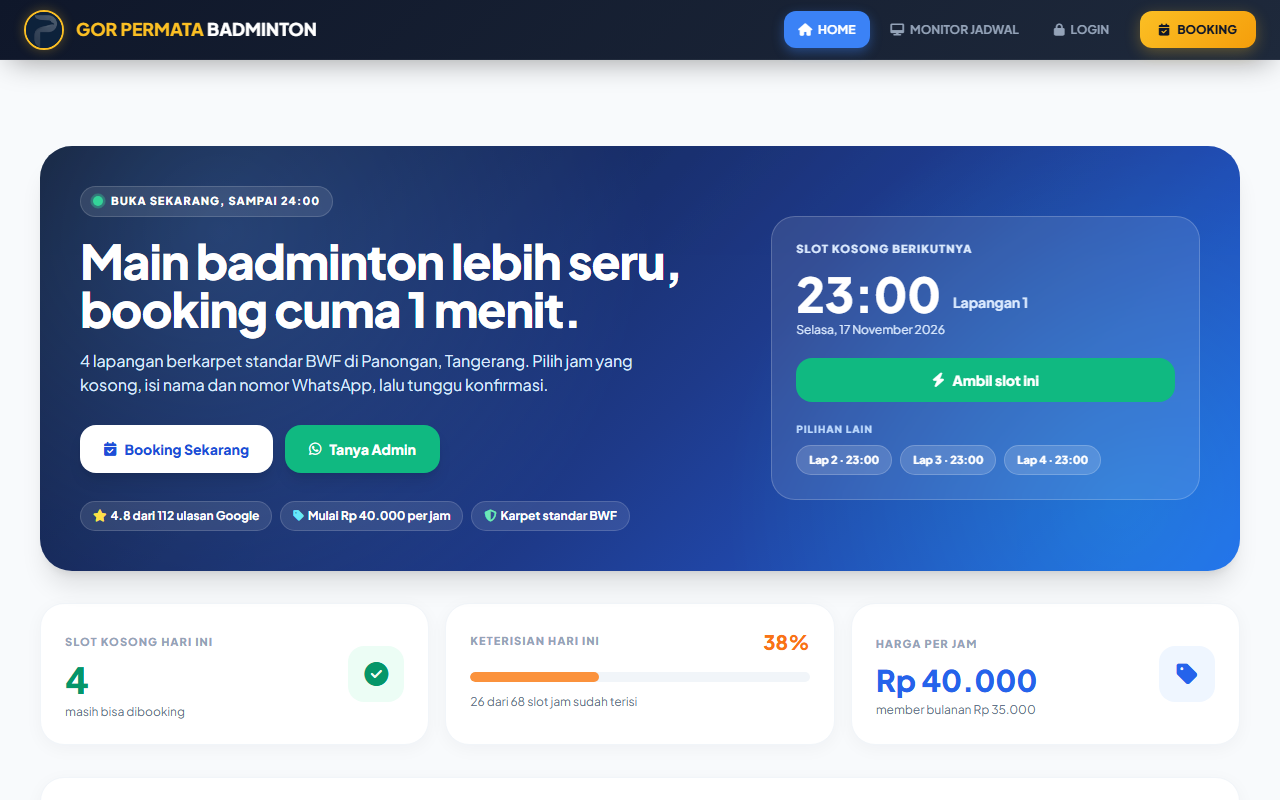 GOR PERMATA BADMINTON
HOME
MONITOR JADWAL
LOGIN
BOOKING
BUKA SEKARANG, SAMPAI 24:00
Main badminton lebih seru,
booking cuma 1 menit.
4 lapangan berkarpet standar BWF di Panongan, Tangerang. Pilih jam yang
kosong, isi nama dan nomor WhatsApp, lalu tunggu konfirmasi.
Booking Sekarang
Tanya Admin
4.8 dari 112 ulasan Google
Mulai Rp 40.000 per jam
Karpet standar BWF
SLOT KOSONG BERIKUTNYA
23:00 Lapangan 1
Selasa, 17 November 2026
Ambil slot ini
PILIHAN LAIN
Lap 2 · 23:00
Lap 3 · 23:00
Lap 4 · 23:00
SLOT KOSONG HARI INI
4
masih bisa dibooking
KETERISIAN HARI INI
38%
26 dari 68 slot jam sudah terisi
HARGA PER JAM
Rp 40.000
member bulanan Rp 35.000